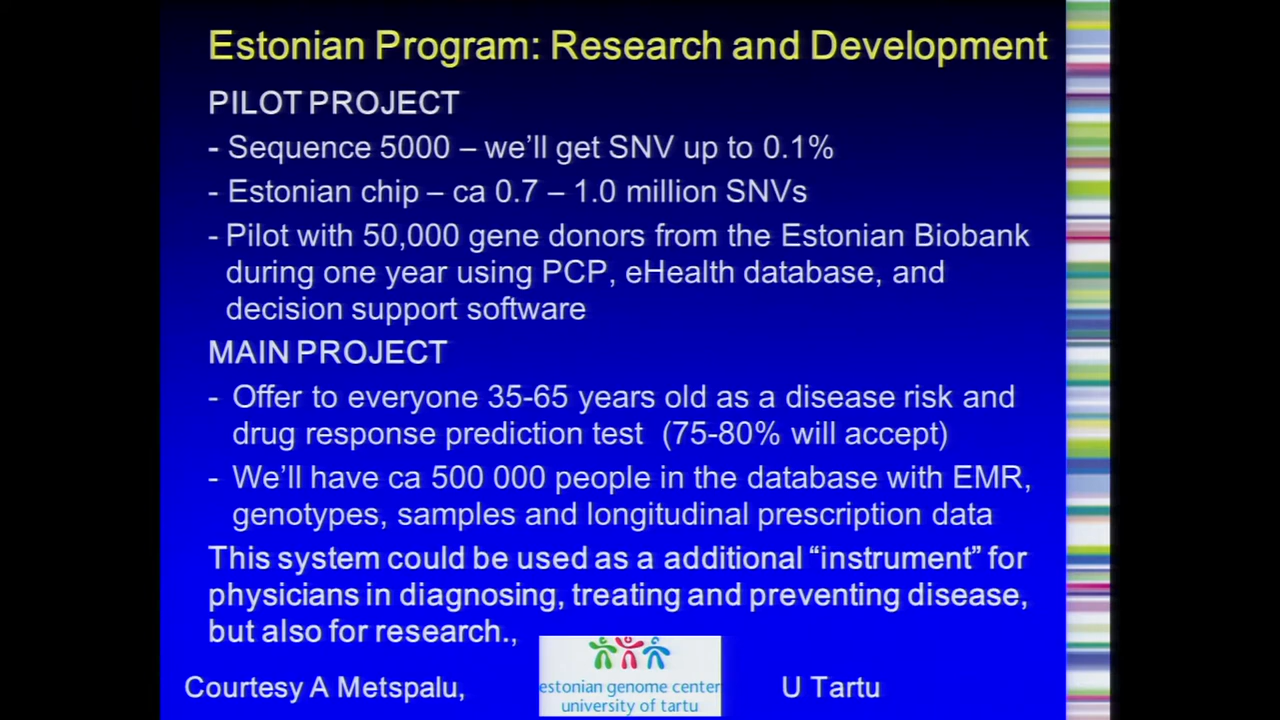 Estonian Program: Research and Development
PILOT PROJECT
- Sequence 5000 – we'll get SNV up to 0.1%
- Estonian chip – ca 0.7 – 1.0 million SNVs
- Pilot with 50,000 gene donors from the Estonian Biobank
during one year using PCP, eHealth database, and
decision support software
MAIN PROJECT
- Offer to everyone 35-65 years old as a disease risk and
drug response prediction test (75-80% will accept)
- We'll have ca 500 000 people in the database with EMR,
genotypes, samples and longitudinal prescription data
This system could be used as a additional “instrument” for
physicians in diagnosing, treating and preventing disease,
but also for research.,
Courtesy A Metspalu,
estonian genome center
university of tartu
U Tartu